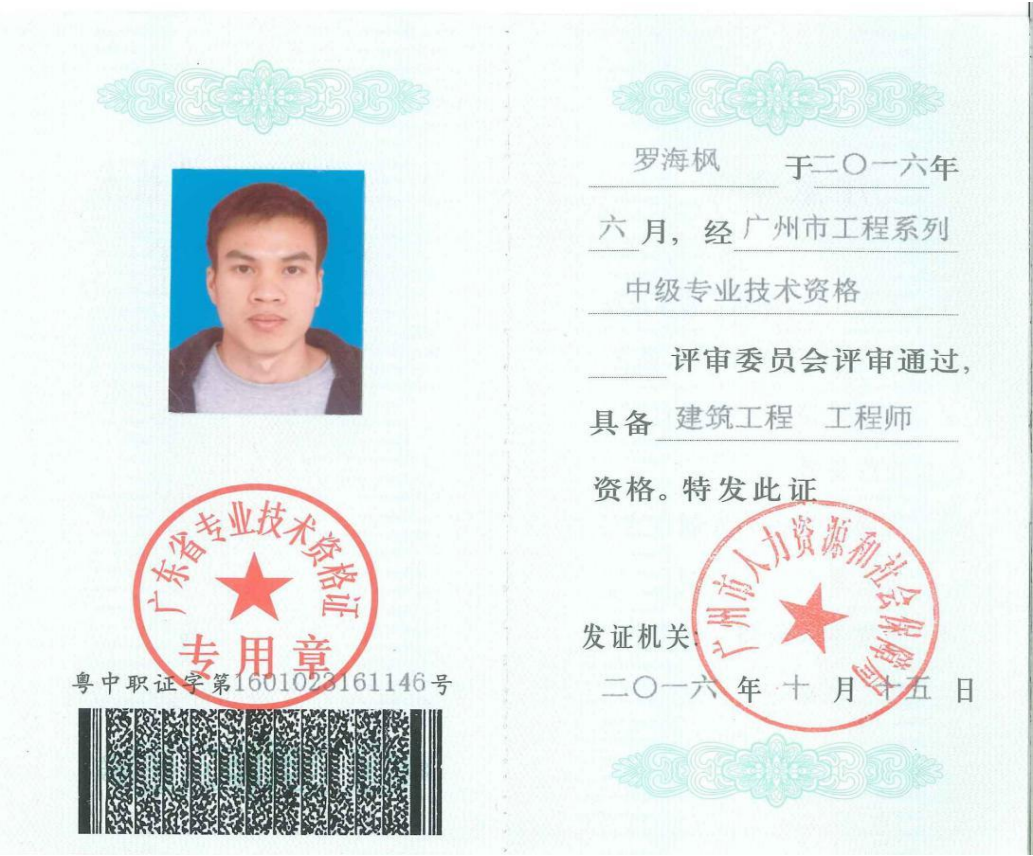 广东省专业技术资格证
专用章
粤中职证字第1601023161146号
罗海枫 于二〇一六年
六月，经广州市工程系列
中级专业技术资格
评审委员会评审通过，
具备 建筑工程 工程师
资格。特发此证
广州市人力资源和社会保障局
发证机关：
二〇一六年十月十五日